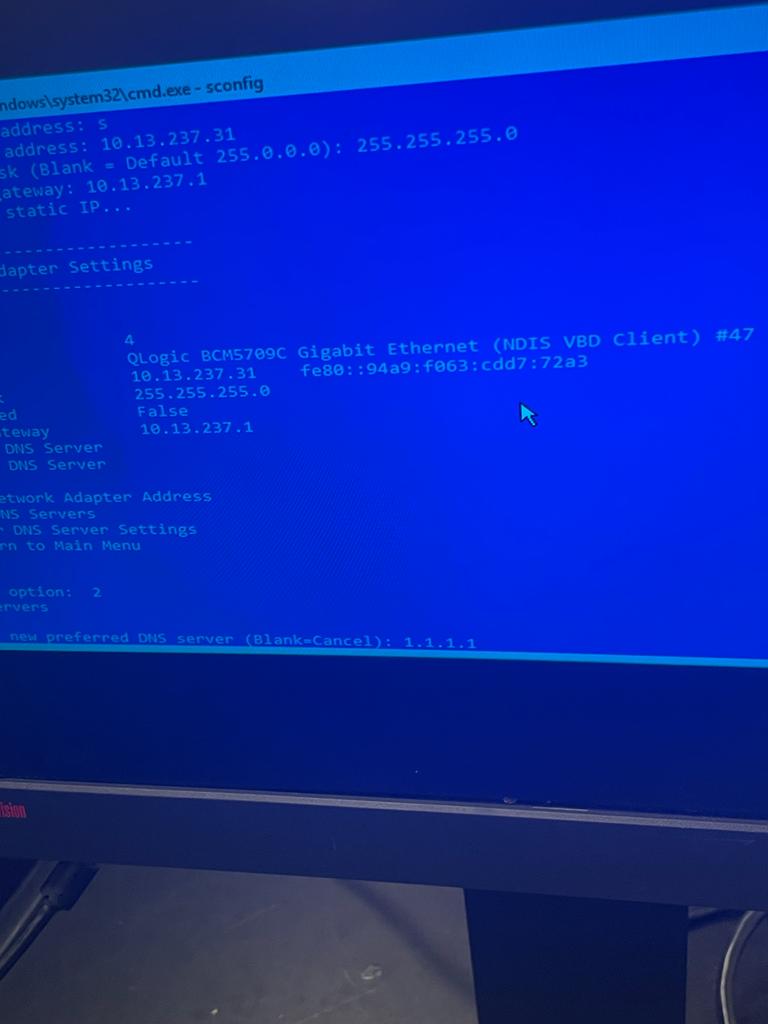 ndows\system32\cmd.exe - sconfig
address: s
address: 10.13.237.31
sk (Blank = Default 255.0.0.0): 255.255.255.0
ateway: 10.13.237.1
static IP...
------------------
dapter Settings
-------------------
4
QLogic BCM5709C Gigabit Ethernet (NDIS VBD Client) #47
10.13.237.31 fe80::94a9:f063:cdd7:72a3
k 255.255.255.0
ed False
teway 10.13.237.1
DNS Server
DNS Server
etwork Adapter Address
NS Servers
r DNS Server Settings
rn to Main Menu
option: 2
ervers
new preferred DNS server (Blank=Cancel): 1.1.1.1
ision